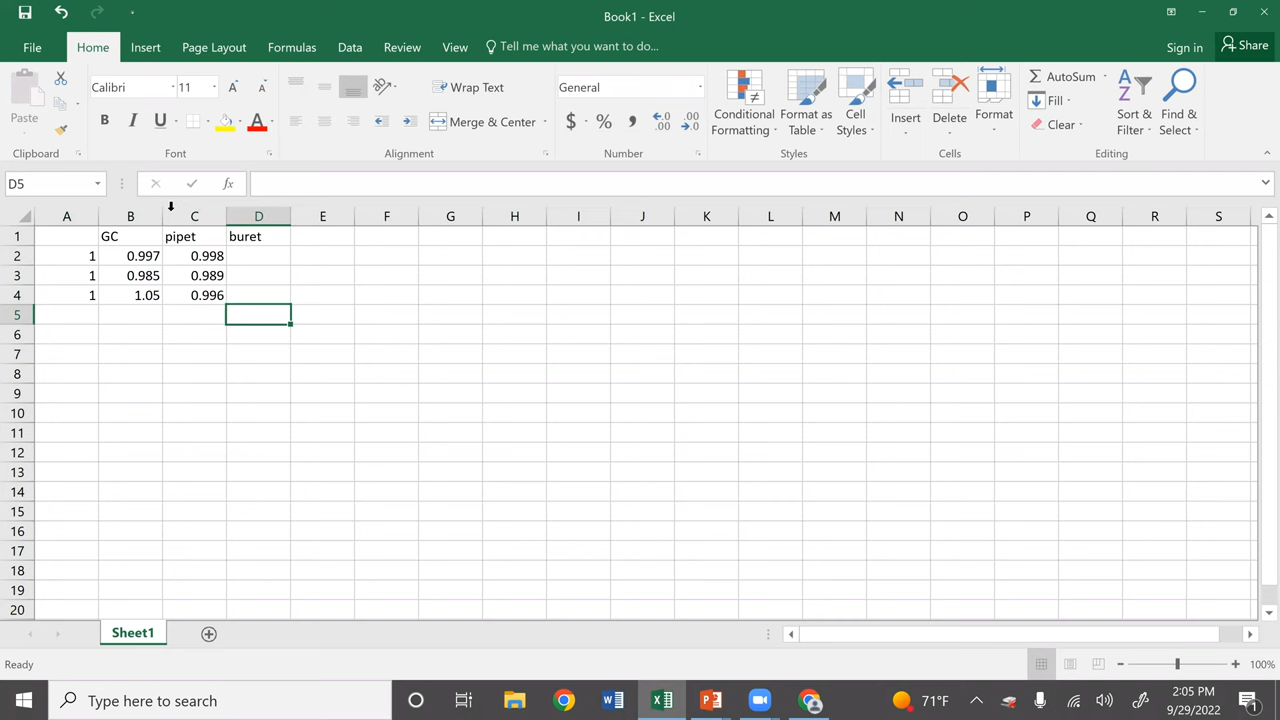 Book1 - Excel
File Home Insert Page Layout Formulas Data Review View Tell me what you want to do... Sign in Share
Calibri 11 Wrap Text General AutoSum
Fill
Paste B I U A Merge & Center $ % , Conditional Formatting Format as Table Cell Styles Insert Delete Format Clear Sort & Filter Find & Select
Clipboard Font Alignment Number Styles Cells Editing
D5 fx
A B C D E F G H I J K L M N O P Q R S
1 GC pipet buret
2 1 0.997 0.998
3 1 0.985 0.989
4 1 1.05 0.996
5
6
7
8
9
10
11
12
13
14
15
16
17
18
19
20
Sheet1
Ready 100%
Type here to search 71°F 2:05 PM
9/29/2022